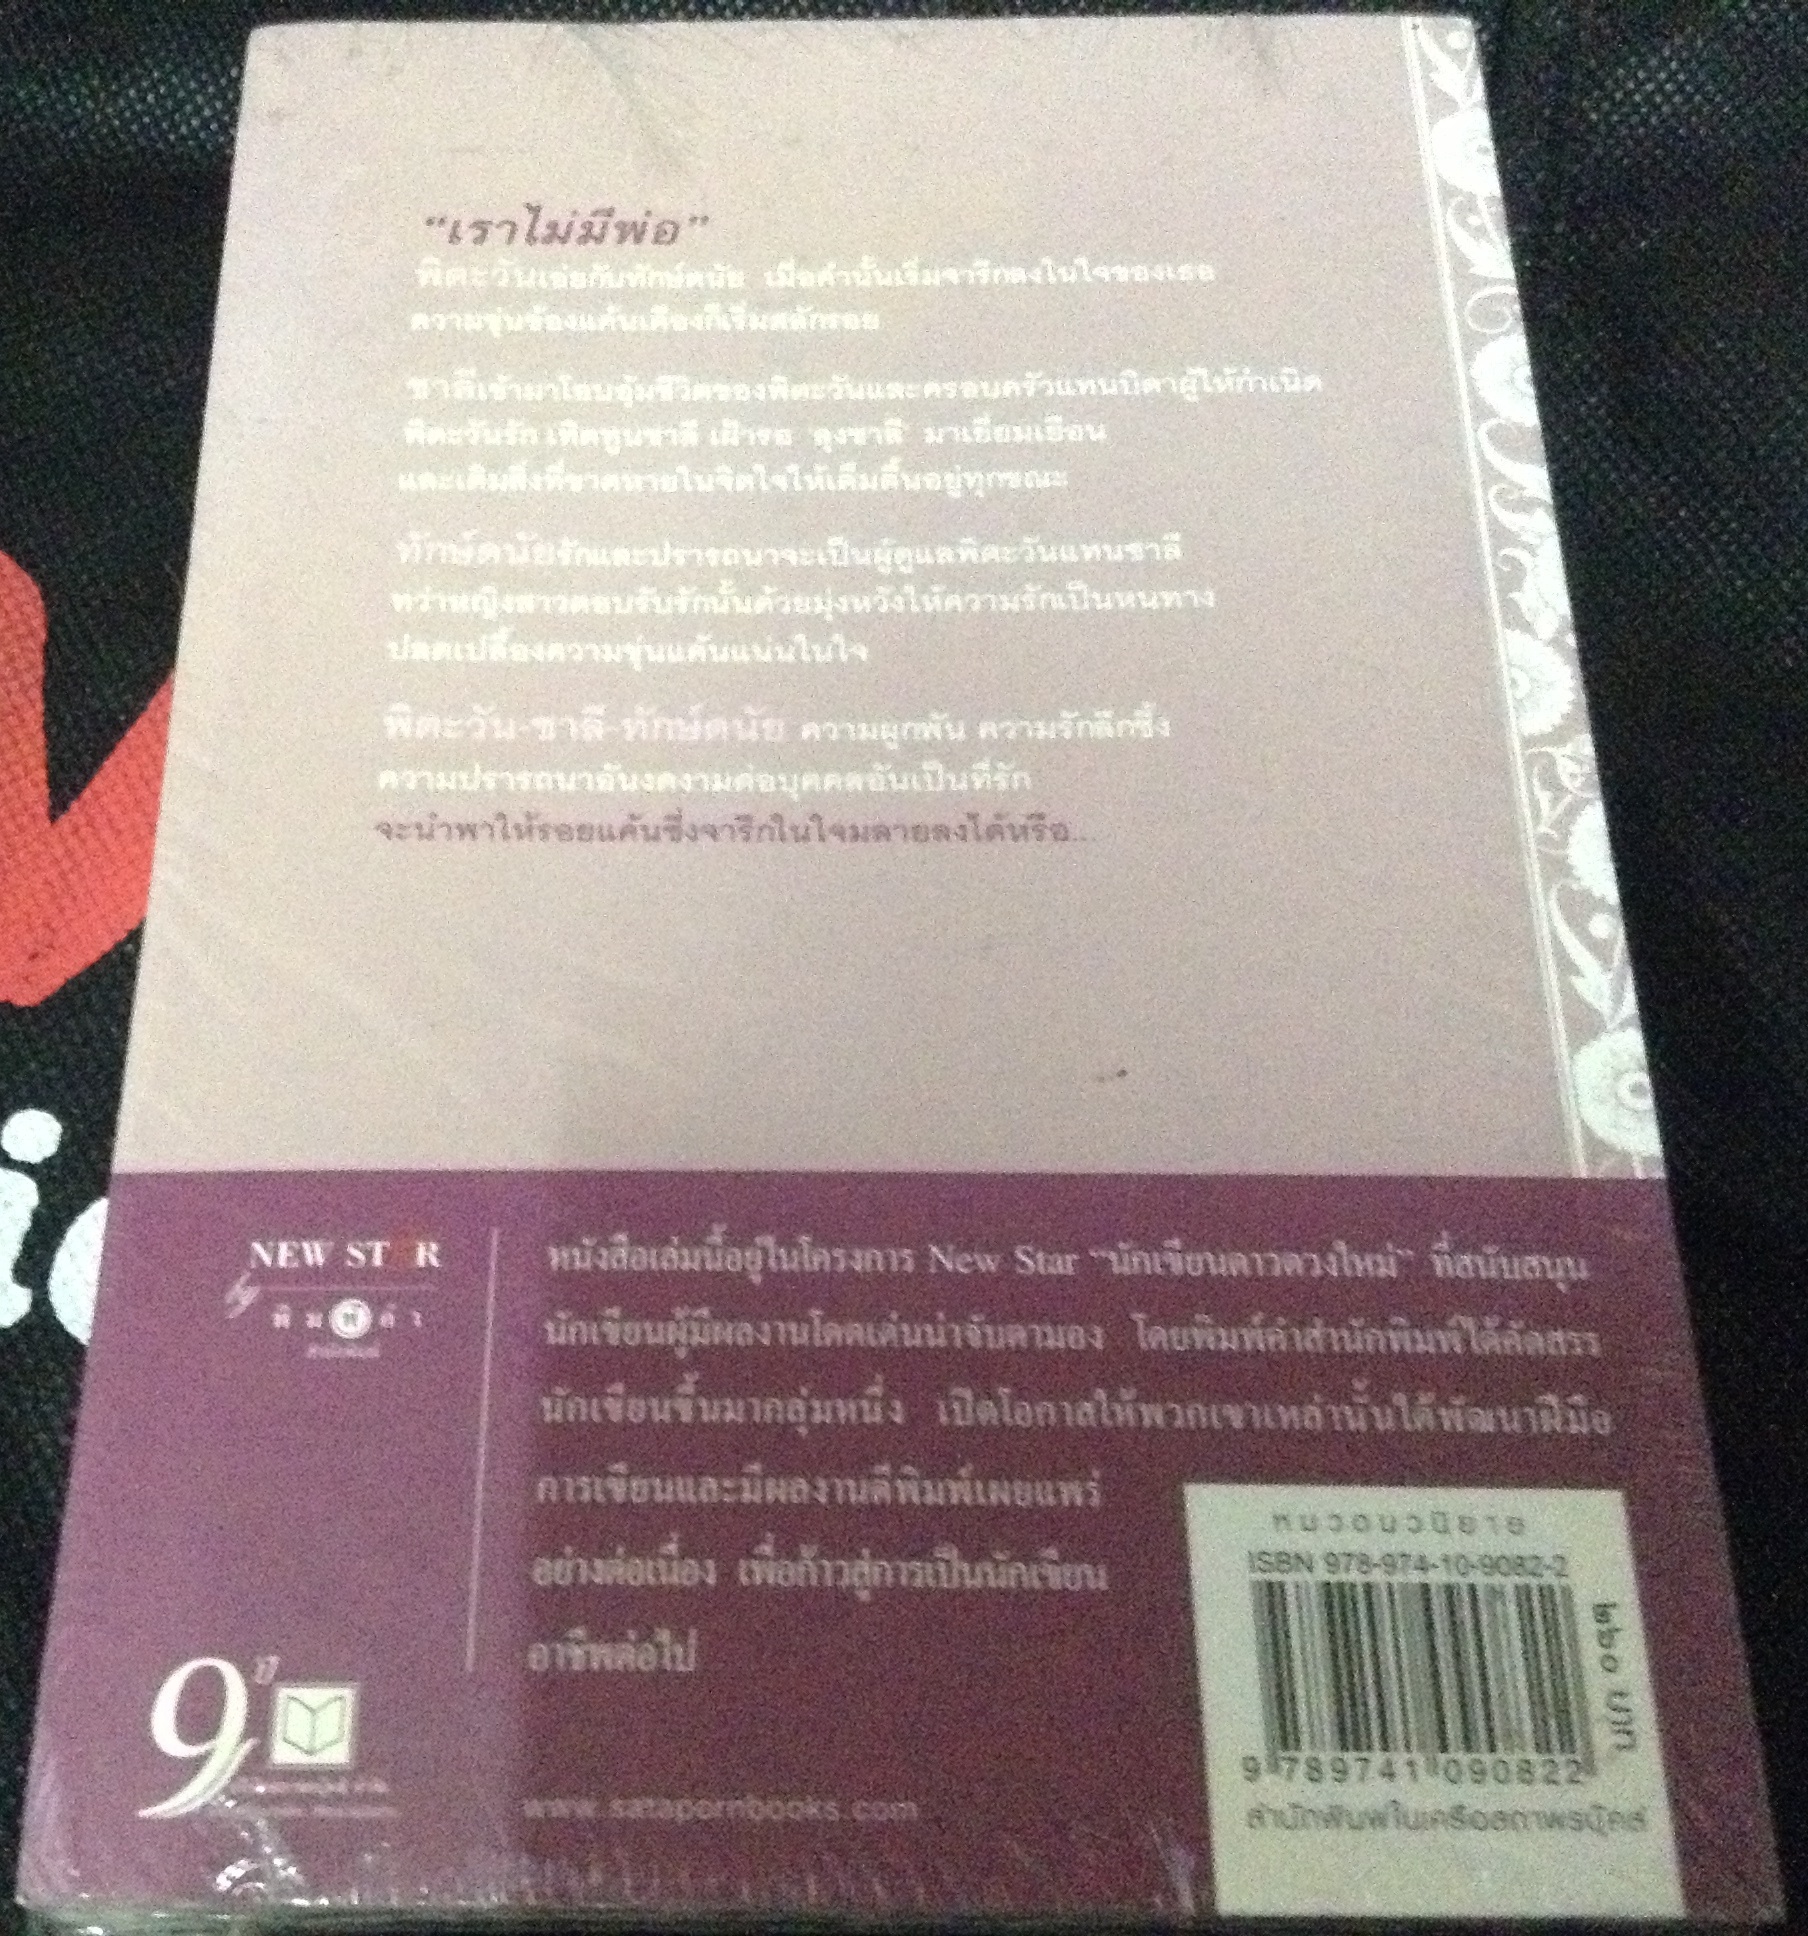 “เราไม่มีพ่อ”
พิตะวันเอ่ยกับทักษ์ดนัย เมื่อคำนั้นเริ่มจารึกลงในใจของเธอ
ความขุ่นข้องแค้นเคืองก็เริ่มสลักรอย
ชาลีเข้ามาโอบอุ้มชีวิตของพิตะวันและครอบครัวแทนบิดาผู้ให้กำเนิด
พิตะวันรัก เทิดทูนชาลี เฝ้ารอ ‘ลุงชาลี’ มาเยี่ยมเยือน
และเติมสิ่งที่ขาดหายในจิตใจให้เต็มตื้นอยู่ทุกขณะ
ทักษ์ดนัยรักและปรารถนาจะเป็นผู้ดูแลพิตะวันแทนชาลี
ทว่าหญิงสาวตอบรับรักนั้นด้วยมุ่งหวังให้ความรักเป็นหนทาง
ปลดเปลื้องความขุ่นแค้นแน่นในใจ
พิตะวัน-ชาลี-ทักษ์ดนัย ความผูกพัน ความรักลึกซึ้ง
ความปรารถนาอันงดงามต่อบุคคลอันเป็นที่รัก
จะนำพาให้รอยแค้นซึ่งจารึกในใจมลายลงได้หรือ...
NEW STAR
by
พิมพ์คำ
สำนักพิมพ์
หนังสือเล่มนี้อยู่ในโครงการ New Star “นักเขียนดาวดวงใหม่” ที่สนับสนุน
นักเขียนผู้มีผลงานโดดเด่นน่าจับตามอง โดยพิมพ์คำสำนักพิมพ์ได้คัดสรร
นักเขียนขึ้นมากลุ่มหนึ่ง เปิดโอกาสให้พวกเขาเหล่านั้นได้พัฒนาฝีมือ
การเขียนและมีผลงานตีพิมพ์เผยแพร่
อย่างต่อเนื่อง เพื่อก้าวสู่การเป็นนักเขียน
อาชีพต่อไป
9 ปี
www.satapornbooks.com
หมวดนวนิยาย
ISBN 978-974-10-9082-2
9 789741 090822
๒๖๐ บาท
สำนักพิมพ์ในเครือสถาพรบุ๊คส์